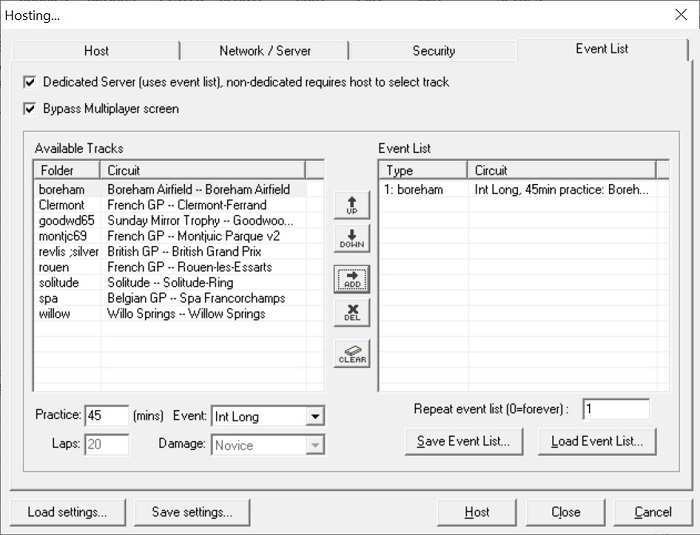 Hosting...
Host
Network / Server
Security
Event List
Dedicated Server (uses event list), non-dedicated requires host to select track
Bypass Multiplayer screen
Available Tracks
Folder Circuit
boreham Boreham Airfield -- Boreham Airfield
Clermont French GP -- Clermont-Ferrand
goodwd65 Sunday Mirror Trophy -- Goodwoo...
montjc69 French GP -- Montjuic Parque v2
revlis ;silver British GP -- British Grand Prix
rouen French GP -- Rouen-les-Essarts
solitude Solitude -- Solitude-Ring
spa Belgian GP -- Spa Francorchamps
willow Willo Springs -- Willow Springs
UP
DOWN
ADD
DEL
CLEAR
Event List
Type Circuit
1: boreham Int Long, 45min practice: Boreh...
Practice: 45 (mins) Event: Int Long
Laps: 20 Damage: Novice
Repeat event list (0=forever) : 1
Save Event List...
Load Event List...
Load settings...
Save settings...
Host
Close
Cancel